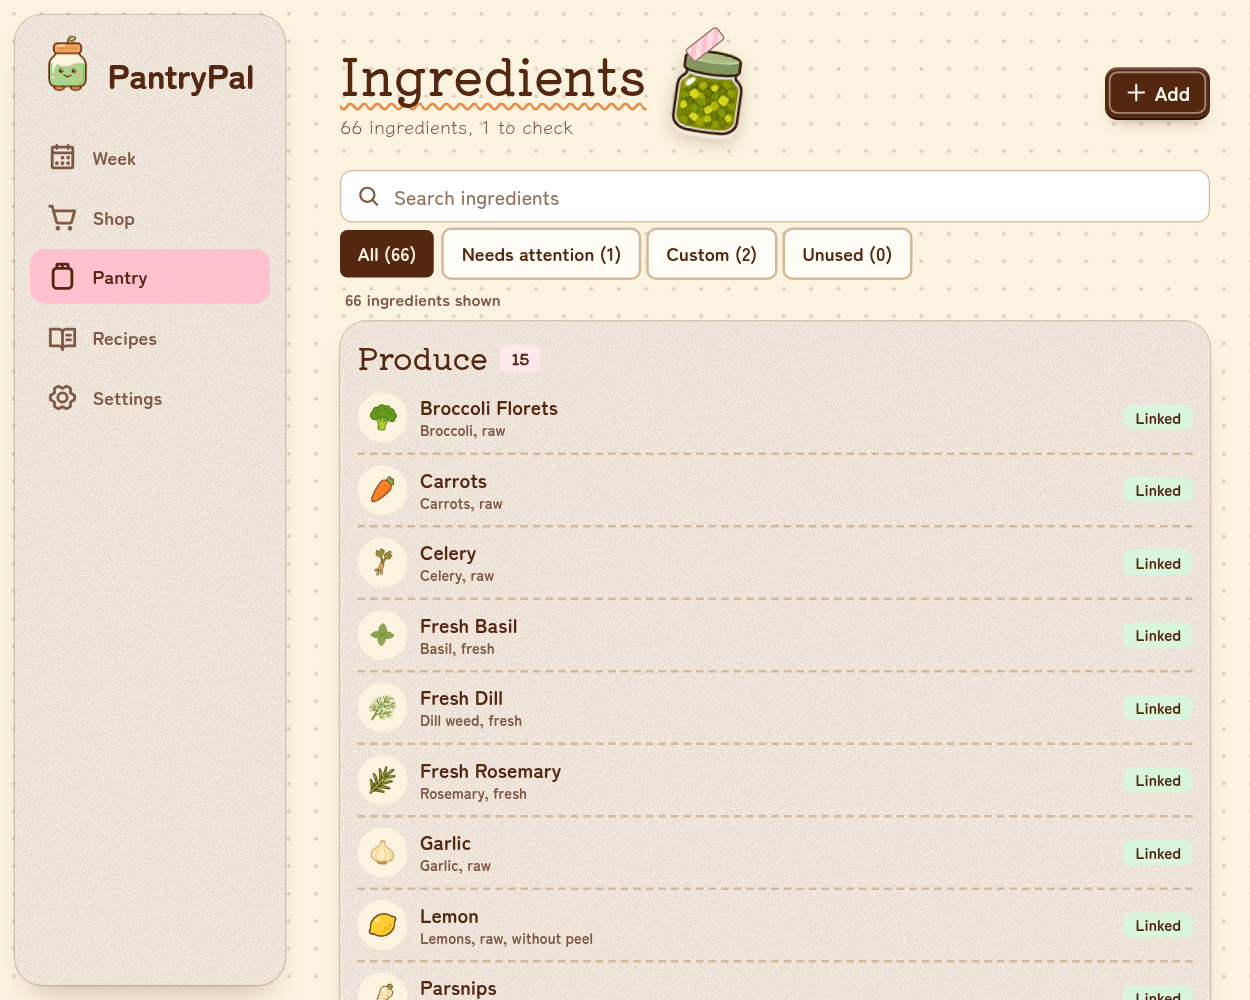 PantryPal
Week
Shop
Pantry
Recipes
Settings
Ingredients
66 ingredients, 1 to check
Add
Search ingredients
All (66)
Needs attention (1)
Custom (2)
Unused (0)
66 ingredients shown
Produce 15
Broccoli Florets
Broccoli, raw
Linked
Carrots
Carrots, raw
Linked
Celery
Celery, raw
Linked
Fresh Basil
Basil, fresh
Linked
Fresh Dill
Dill weed, fresh
Linked
Fresh Rosemary
Rosemary, fresh
Linked
Garlic
Garlic, raw
Linked
Lemon
Lemons, raw, without peel
Linked
Parsnips
Linked